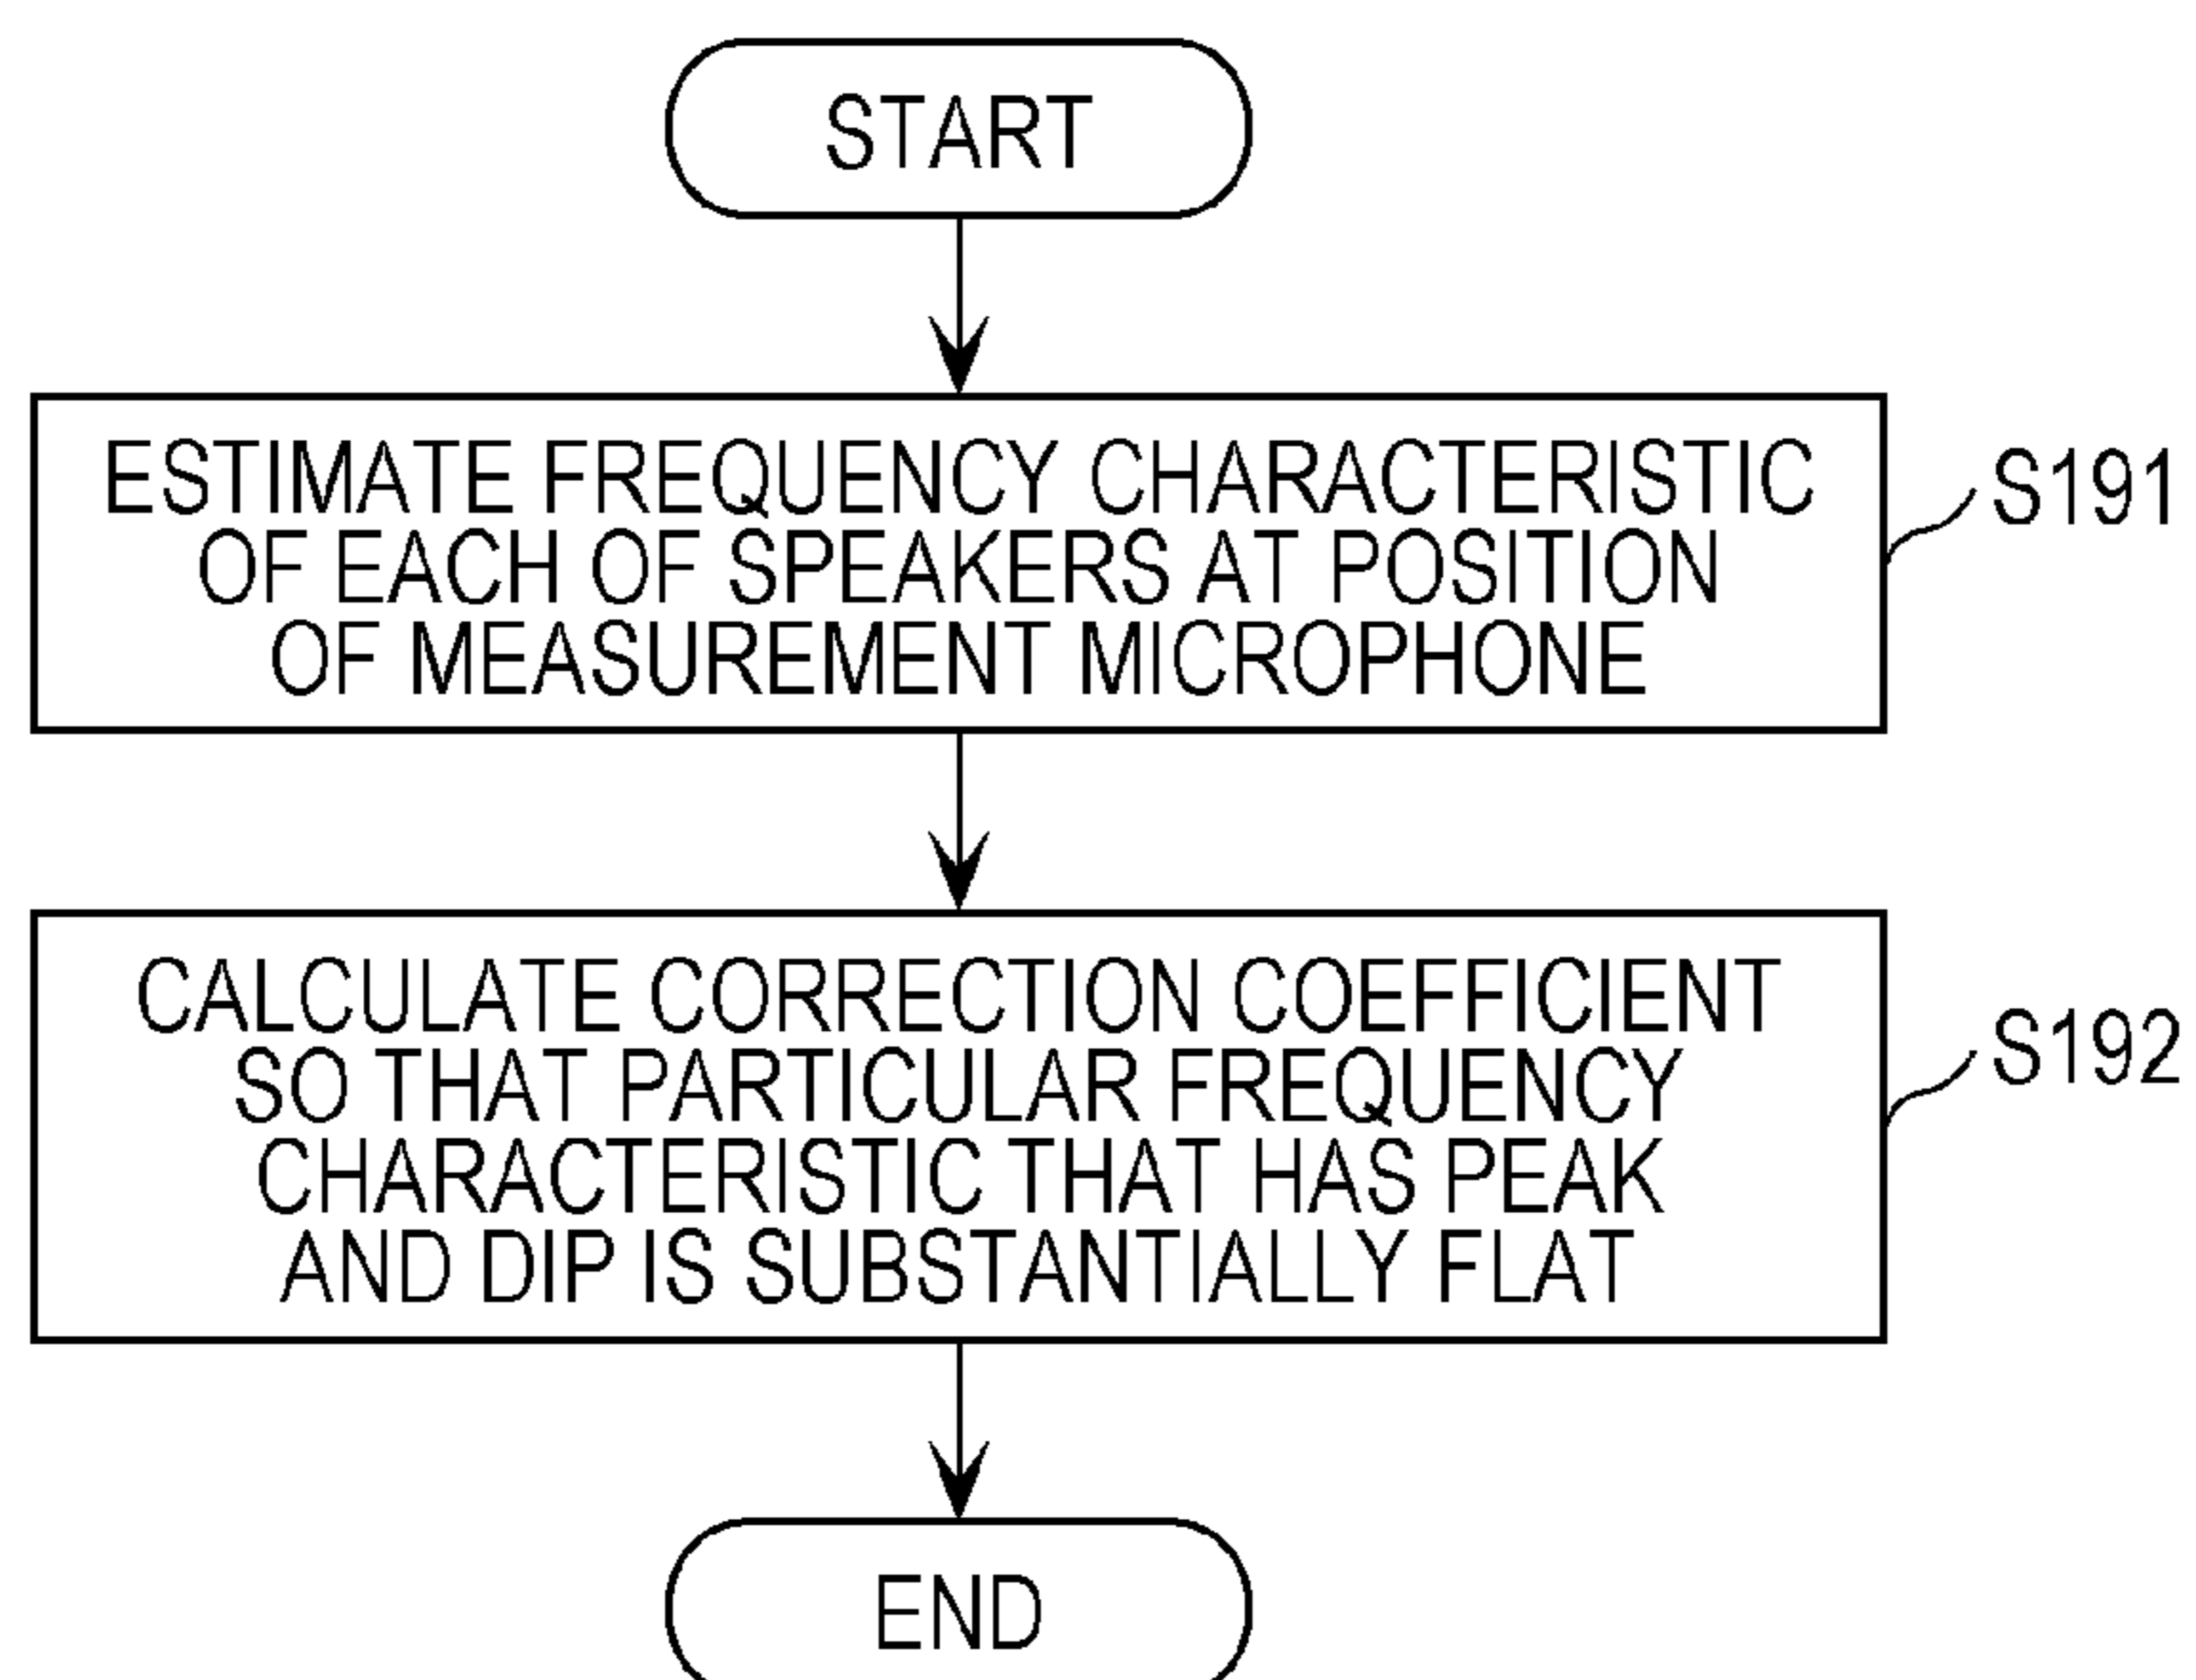 START
ESTIMATE FREQUENCY CHARACTERISTIC
OF EACH OF SPEAKERS AT POSITION
OF MEASUREMENT MICROPHONE
S191
CALCULATE CORRECTION COEFFICIENT
SO THAT PARTICULAR FREQUENCY
CHARACTERISTIC THAT HAS PEAK
AND DIP IS SUBSTANTIALLY FLAT
S192
END